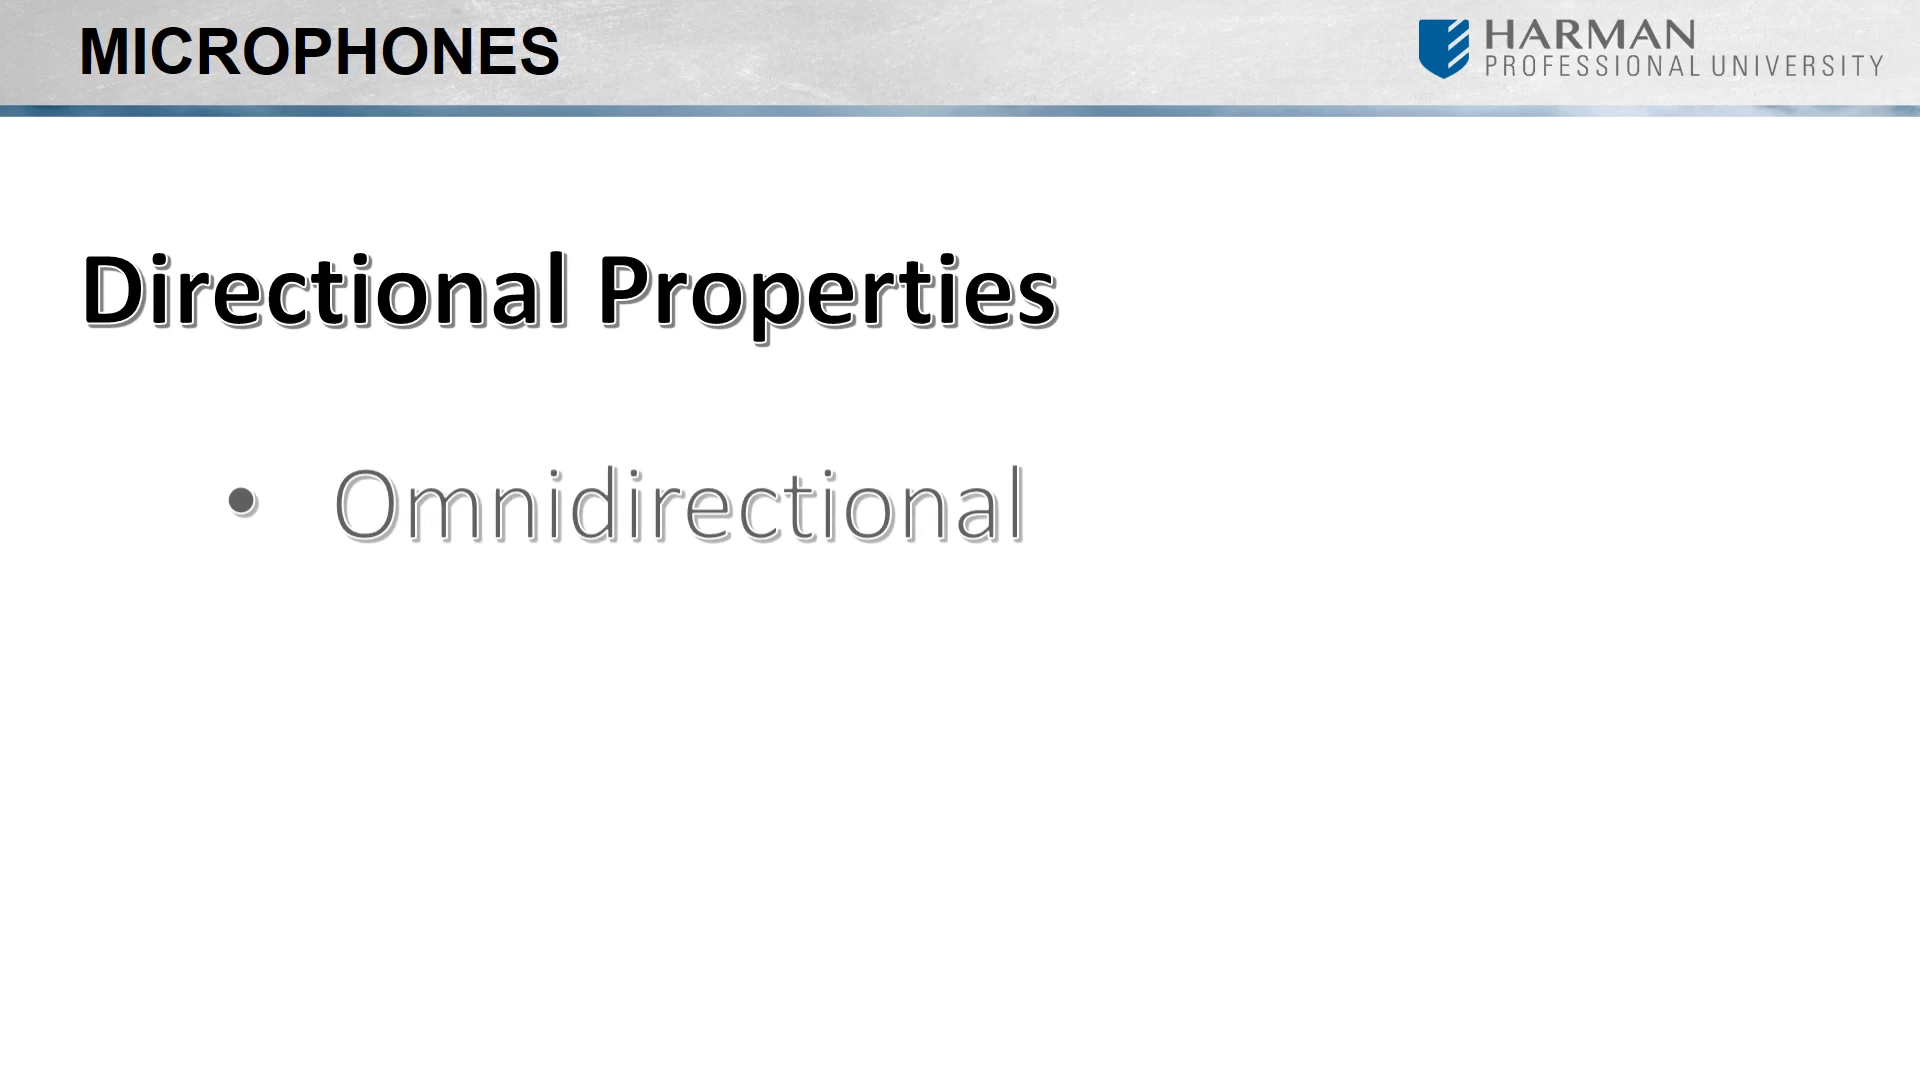 MICROPHONES
HARMAN
PROFESSIONAL UNIVERSITY
Directional Properties
• Omnidirectional